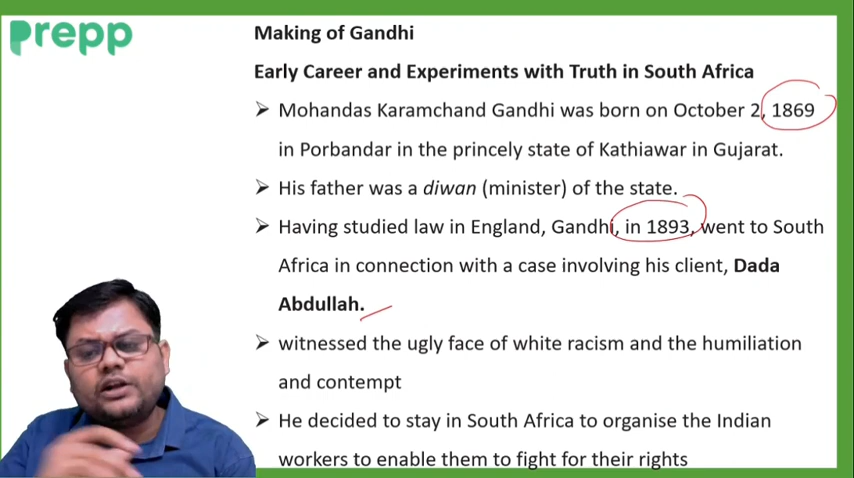 Prepp
Making of Gandhi
Early Career and Experiments with Truth in South Africa
➤ Mohandas Karamchand Gandhi was born on October 2, 1869
in Porbandar in the princely state of Kathiawar in Gujarat.
➤ His father was a diwan (minister) of the state.
➤ Having studied law in England, Gandhi, in 1893, went to South
Africa in connection with a case involving his client, Dada
Abdullah.
➤ witnessed the ugly face of white racism and the humiliation
and contempt
➤ He decided to stay in South Africa to organise the Indian
workers to enable them to fight for their rights